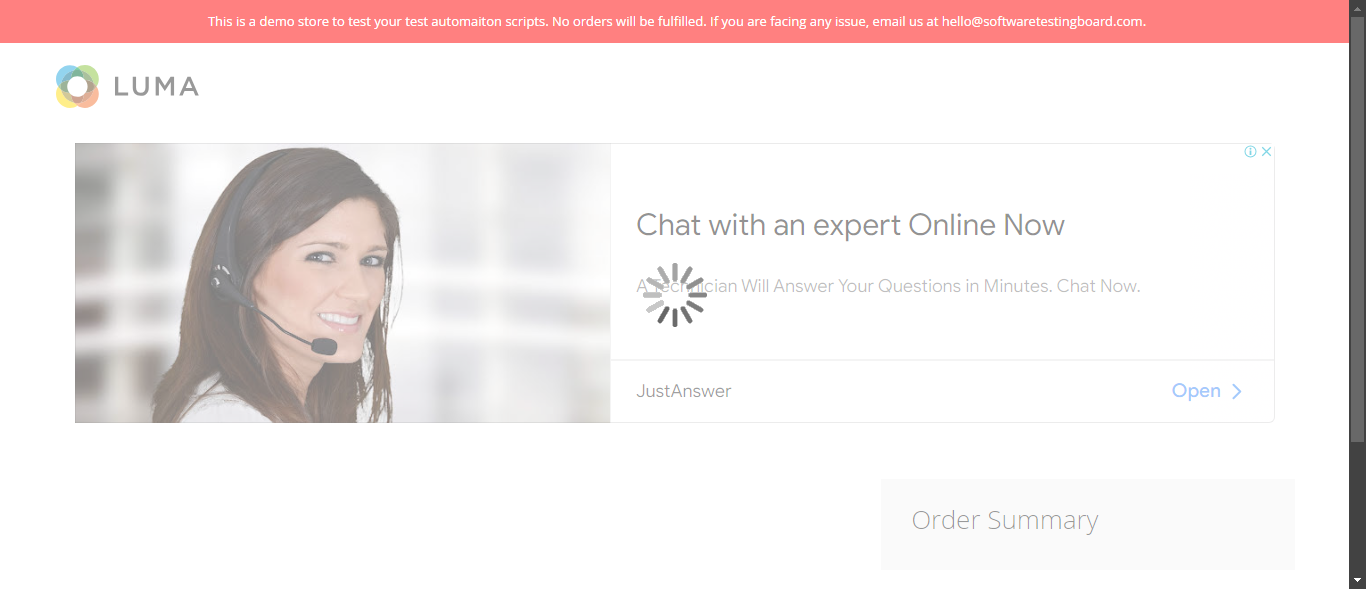 This is a demo store to test your test automaiton scripts. No orders will be fulfilled. If you are facing any issue, email us at hello@softwaretestingboard.com.
LUMA
Chat with an expert Online Now
A Technician Will Answer Your Questions in Minutes. Chat Now.
JustAnswer
Open
Order Summary